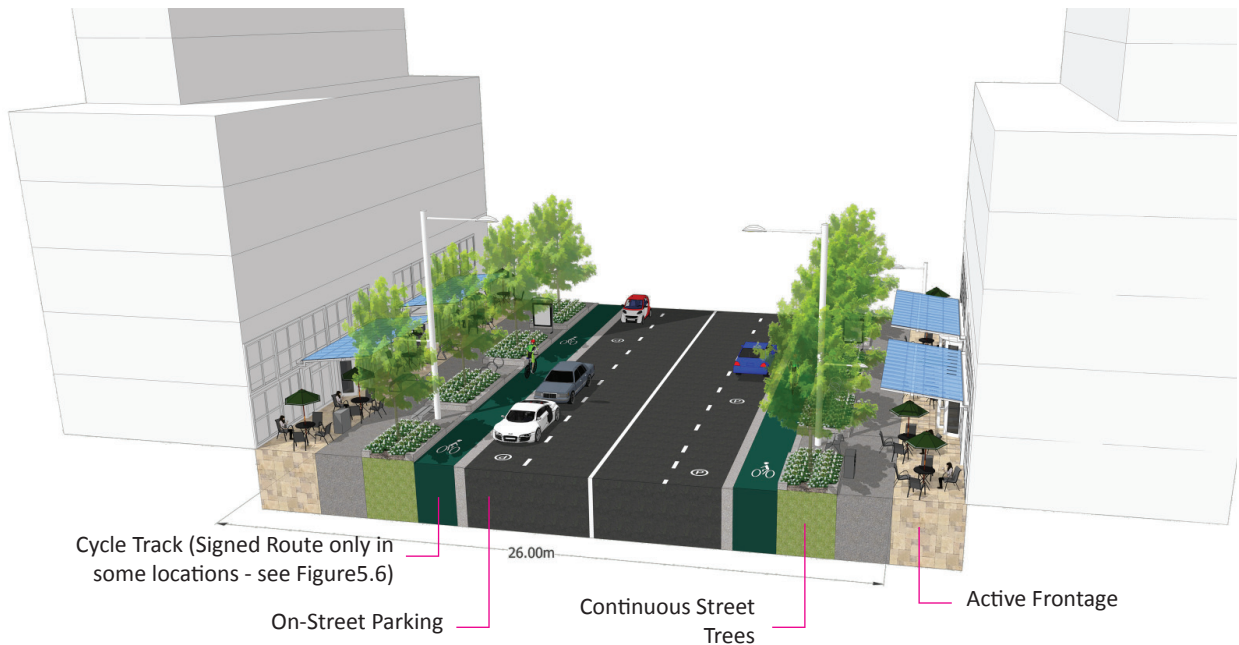 26.00m
Cycle Track (Signed Route only in
some locations - see Figure5.6)
On-Street Parking
Continuous Street
Trees
Active Frontage
P
P